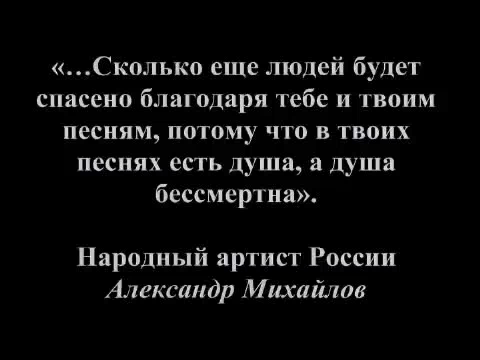 «…Сколько еще людей будет
спасено благодаря тебе и твоим
песням, потому что в твоих
песнях есть душа, а душа
бессмертна».
Народный артист России
Александр Михайлов